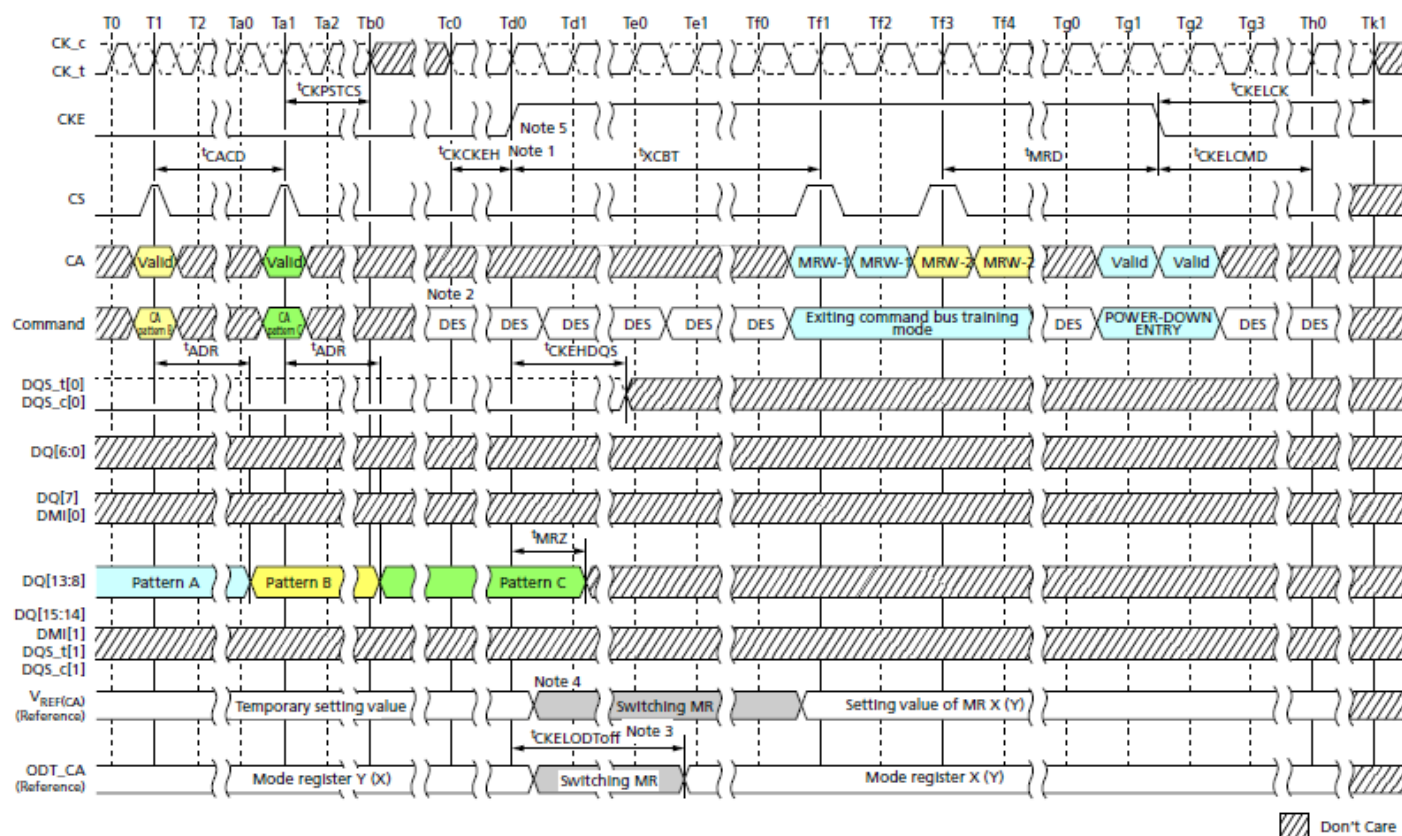 T0 T1 T2 Ta0 Ta1 Ta2 Tb0 Tc0 Td0 Td1 Te0 Te1 Tf0 Tf1 Tf2 Tf3 Tf4 Tg0 Tg1 Tg2 Tg3 Th0 Tk1
CK_c
CK_t
tCKPSTCS
tCKELCK
CKE
Note 5
tCACD
tCKCKEH
Note 1
tXCBT
tMRD
tCKELCMD
CS
CA
Valid Valid MRW-1 MRW-1 MRW-2 MRW-2 Valid Valid
Note 2
Command
CA
pattern B
CA
pattern C
DES DES DES DES DES DES
Exiting command bus training
mode
DES
POWER-DOWN
ENTRY
DES DES
tADR tADR tCKEHDQS
DQS_t[0]
DQS_c[0]
DQ[6:0]
DQ[7]
DMI[0]
tMRZ
DQ[13:8]
Pattern A Pattern B Pattern C
DQ[15:14]
DMI[1]
DQS_t[1]
DQS_c[1]
Note 4
VREF(CA)
(Reference)
Temporary setting value Switching MR Setting value of MR X (Y)
tCKELODToff Note 3
ODT_CA
(Reference)
Mode register Y (X) Switching MR Mode register X (Y)
Don't Care